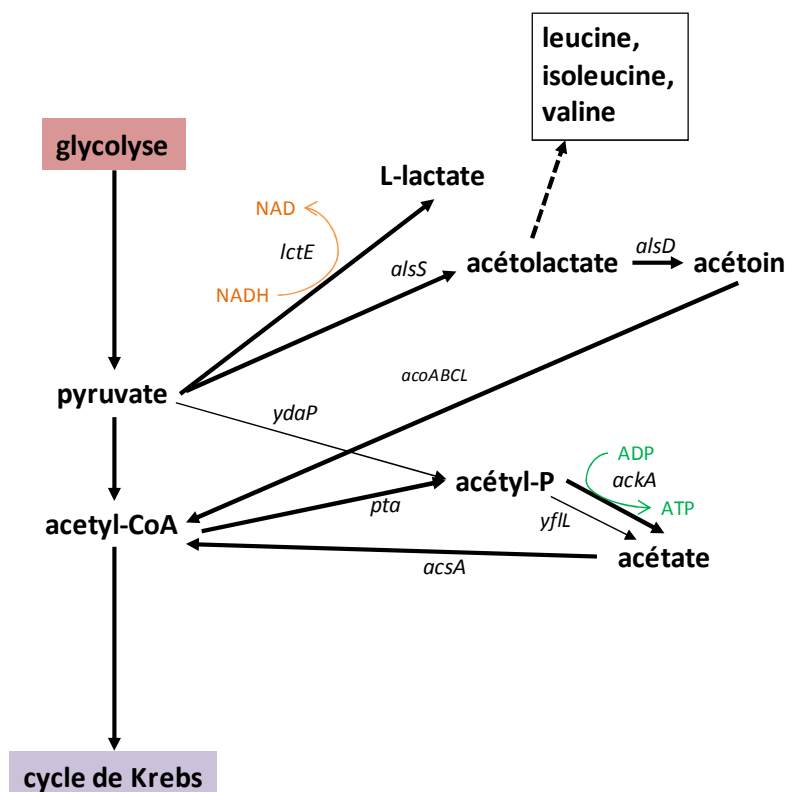 leucine,
isoleucine,
valine
glycolyse
L-lactate
NAD
lctE
NADH
alsS
acétolactate
alsD
acétoin
acoABCL
pyruvate
ydaP
ADP
acétyl-P
ackA
ATP
pta
yflL
acetyl-CoA
acétate
acsA
cycle de Krebs